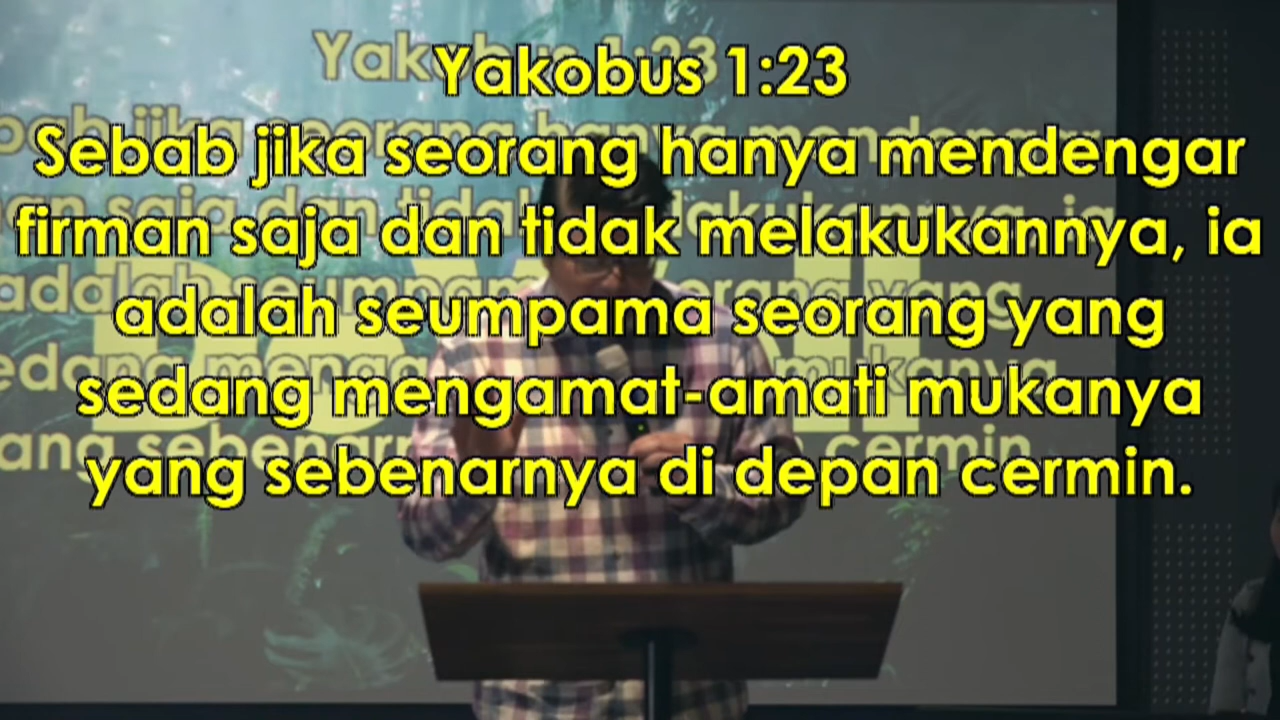 Yakobus 1:23
Sebab jika seorang hanya mendengar
firman saja dan tidak melakukannya, ia
adalah seumpama seorang yang
sedang mengamat-amati mukanya
yang sebenarnya di depan cermin.